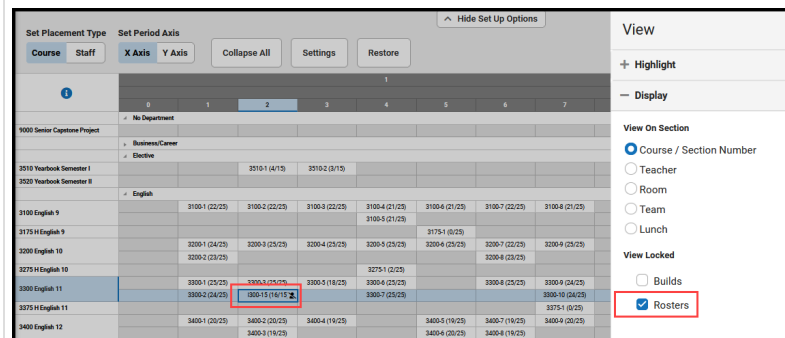 Hide Set Up Options
Set Placement Type Set Period Axis
Course Staff X Axis Y Axis Collapse All Settings Restore
1
0 1 2 3 4 5 6 7
No Department
9000 Senior Capstone Project
Business/Career
Elective
3510 Yearbook Semester I 3510-1 (4/15) 3510-2 (3/15)
3520 Yearbook Semester II
English
3100 English 9 3100-1 (22/25) 3100-2 (22/25) 3100-3 (22/25) 3100-4 (21/25) 3100-6 (21/25) 3100-7 (22/25) 3100-8 (21/25)
3100-5 (21/25)
3175 H English 9 3175-1 (0/25)
3200 English 10 3200-1 (24/25) 3200-3 (25/25) 3200-4 (25/25) 3200-5 (25/25) 3200-6 (25/25) 3200-7 (22/25) 3200-9 (25/25)
3200-2 (23/25) 3200-8 (23/25)
3275 H English 10 3275-1 (2/25)
3300 English 11 3300-1 (25/25) 3300-3 (25/25) 3300-5 (18/25) 3300-6 (25/25) 3300-8 (25/25) 3300-9 (24/25)
3300-2 (24/25) 3300-7 (25/25) 3300-10 (24/25)
3375 H English 11 3375-1 (0/25)
3400 English 12 3400-1 (20/25) 3400-2 (20/25) 3400-4 (19/25) 3400-5 (19/25) 3400-7 (19/25) 3400-9 (20/25)
3400-3 (19/25) 3400-6 (20/25) 3400-8 (19/25)
View
Highlight
Display
View On Section
Course / Section Number
Teacher
Room
Team
Lunch
View Locked
Builds
Rosters